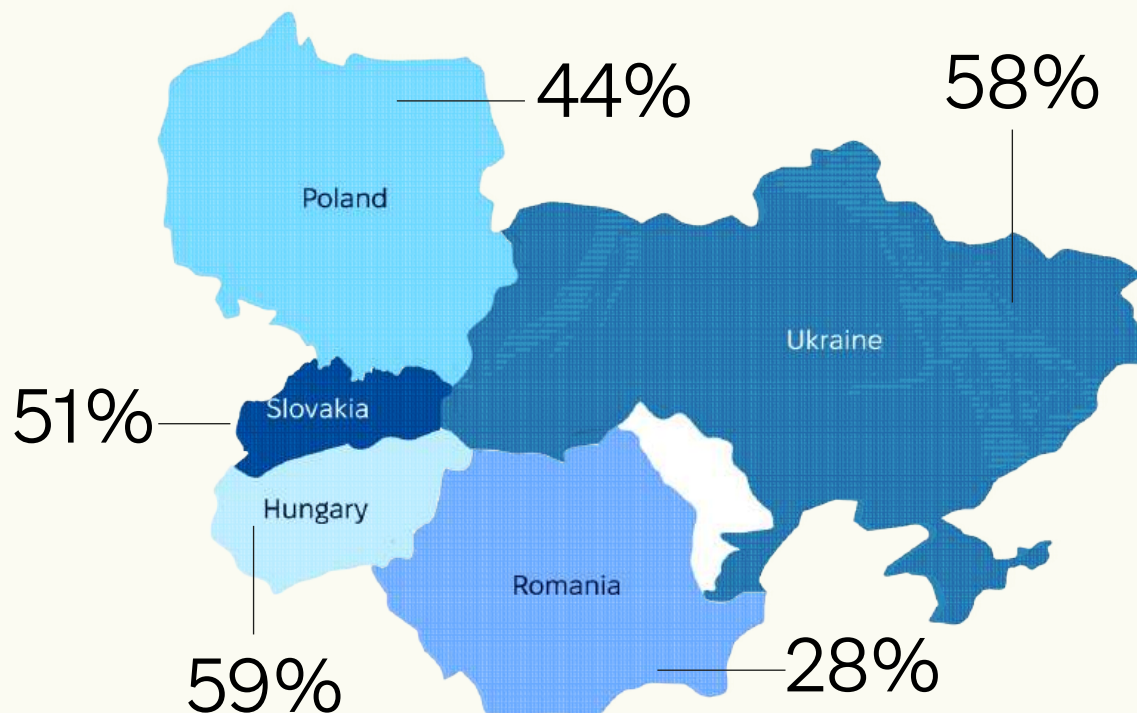 44%
58%
Poland
Ukraine
51%
Slovakia
Hungary
Romania
28%
59%